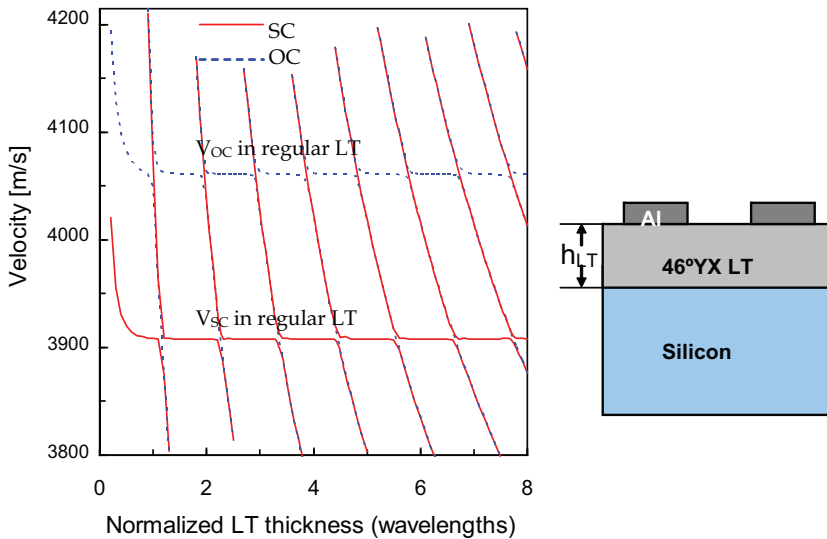 4200
4100
4000
3900
3800
Velocity [m/s]
SC
OC
VOC in regular LT
VSC in regular LT
0
2
4
6
8
Normalized LT thickness (wavelengths)
Al
hLT
46ºYX LT
Silicon